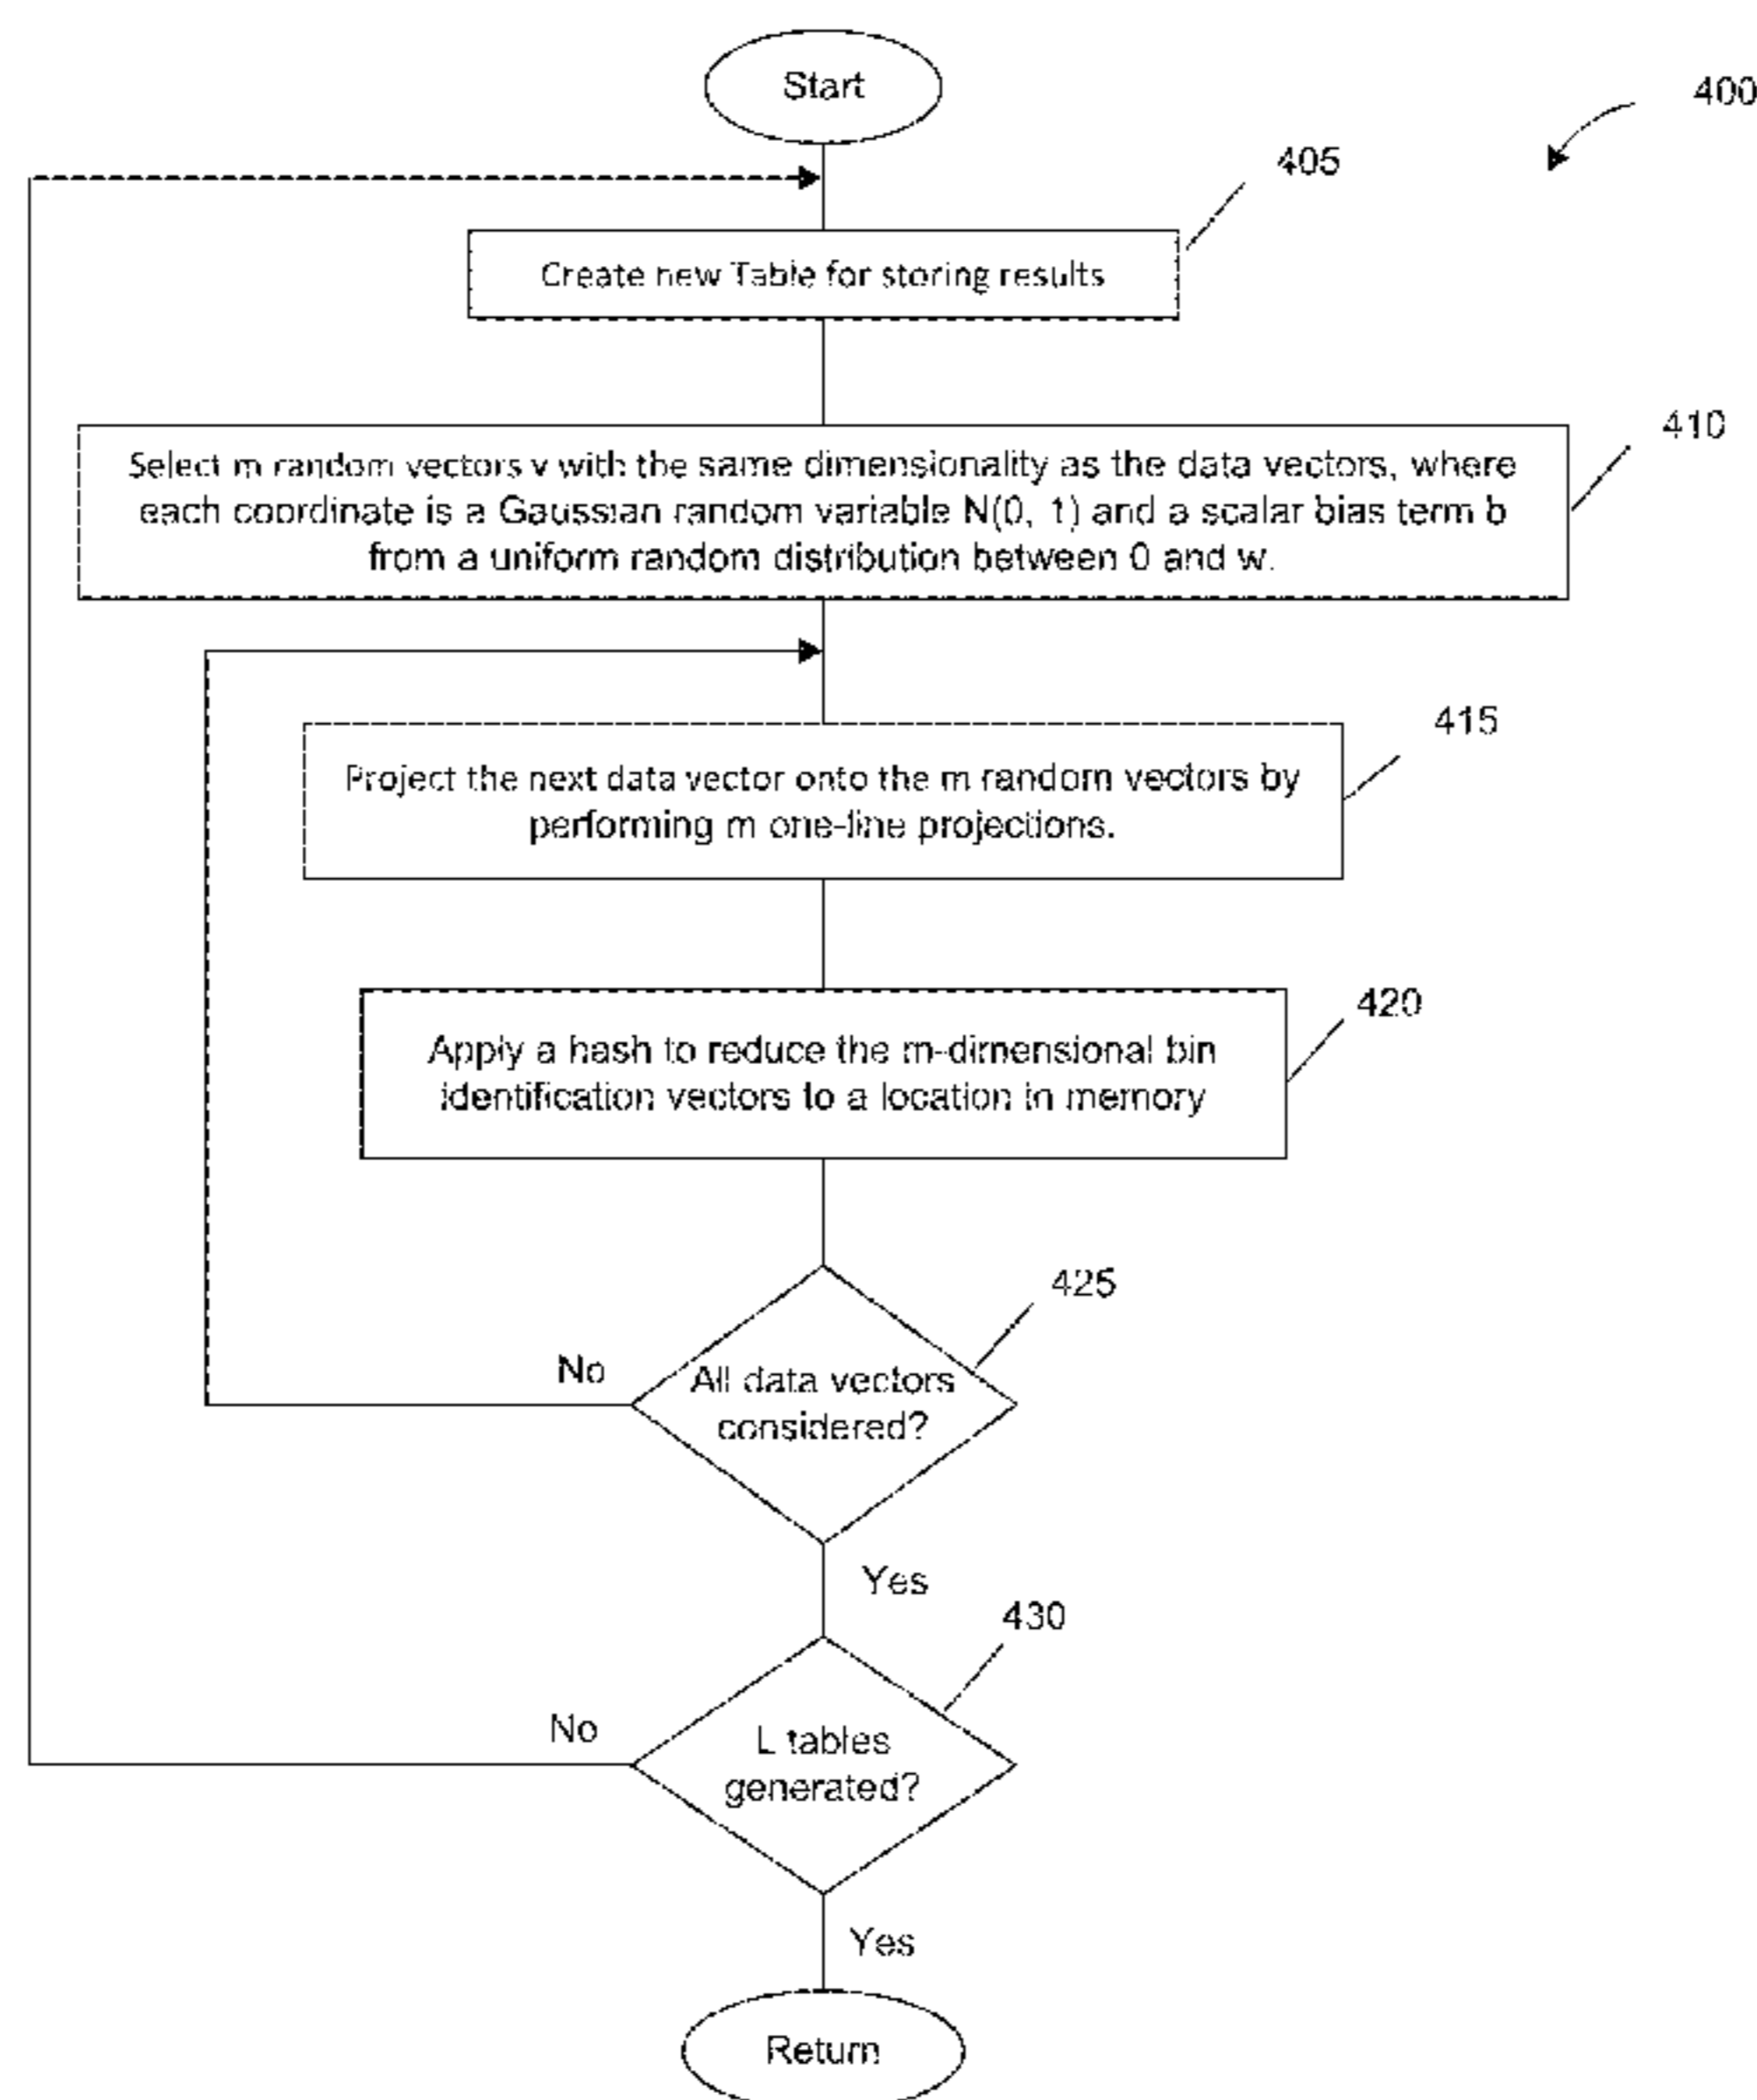 Start
400
405
Create new Table for storing results
410
Select m random vectors v with the same dimensionality as the data vectors, where
each coordinate is a Gaussian random variable N(0, 1) and a scalar bias term b
from a uniform random distribution between 0 and w.
415
Project the next data vector onto the m random vectors by
performing m one-line projections.
420
Apply a hash to reduce the m-dimensional bin
identification vectors to a location in memory
425
No
All data vectors
considered?
Yes
430
No
L tables
generated?
Yes
Return